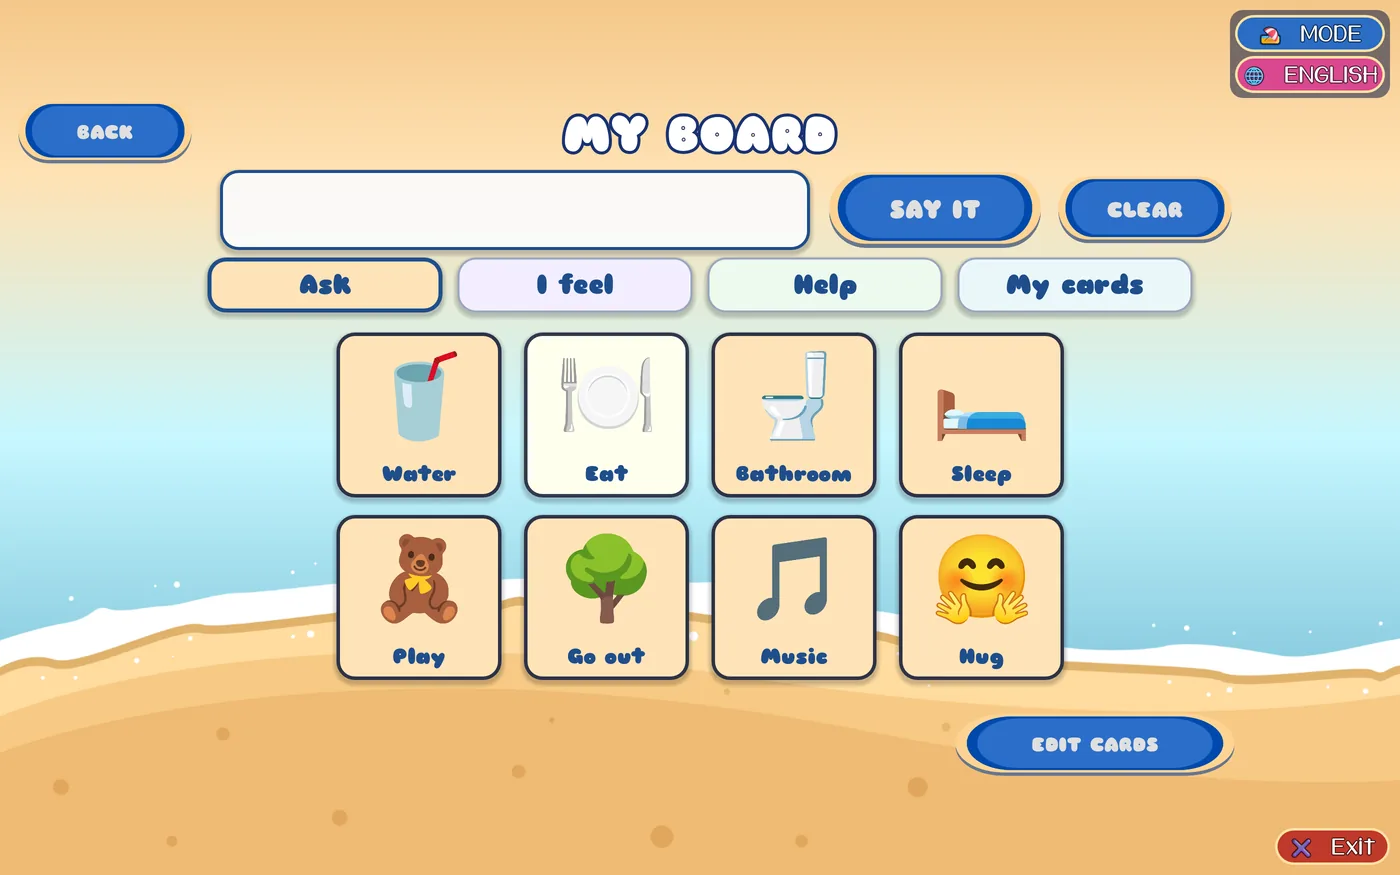 MODE
ENGLISH
BACK
MY BOARD
SAY IT
CLEAR
Ask
I feel
Help
My cards
Water
Eat
Bathroom
Sleep
Play
Go out
Music
Hug
EDIT CARDS
Exit